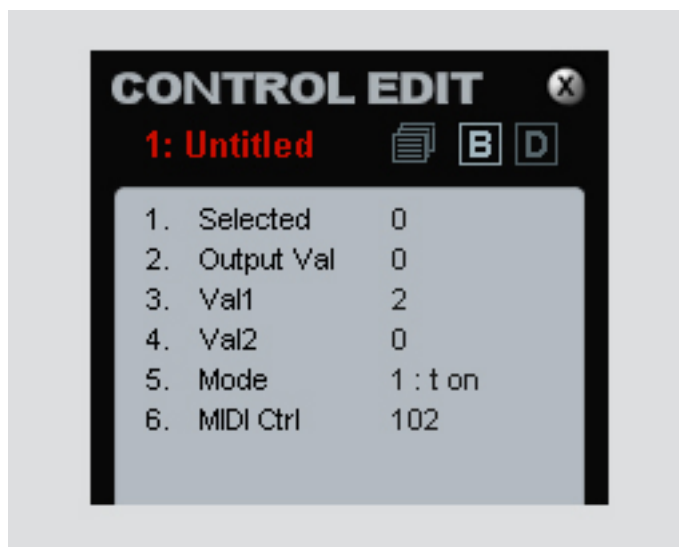 CONTROL EDIT X
1: Untitled B D
1. Selected 0
2. Output Val 0
3. Val1 2
4. Val2 0
5. Mode 1 : t on
6. MIDI Ctrl 102